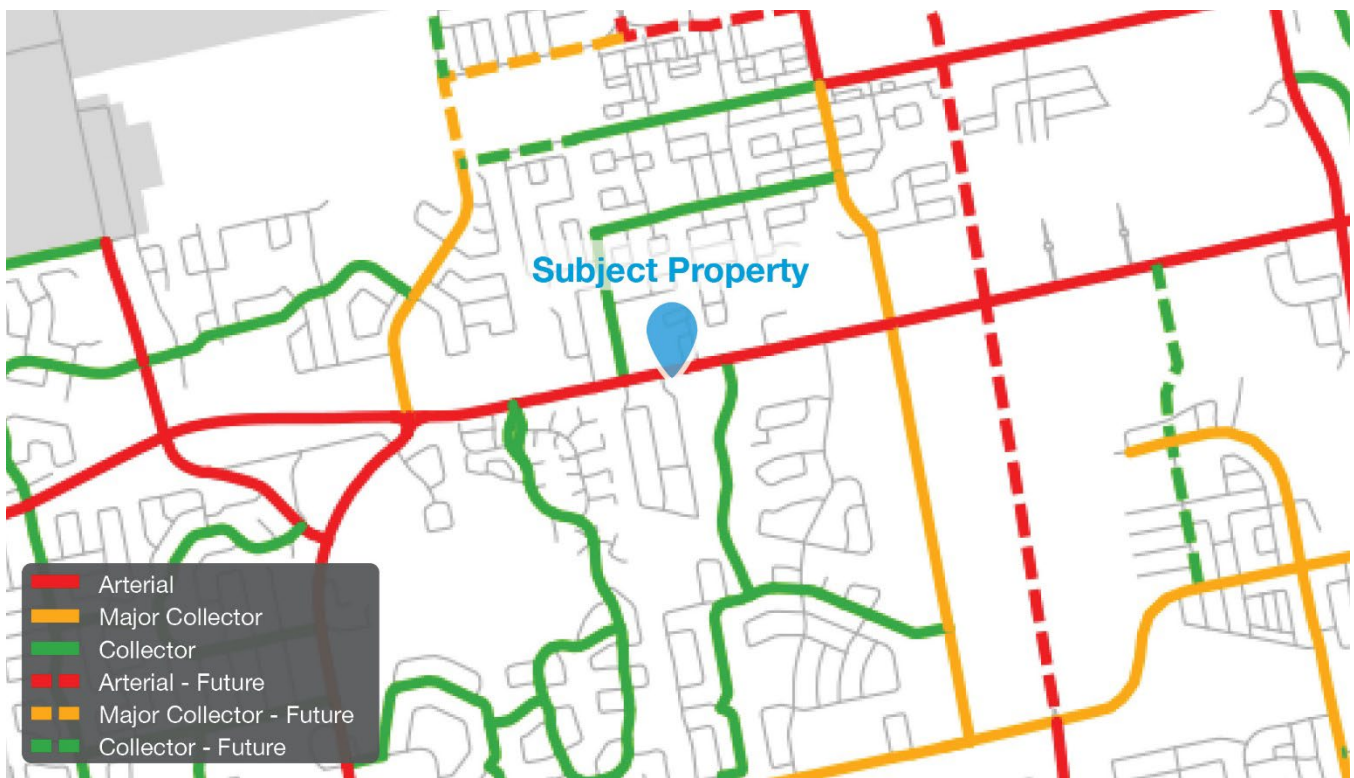 Subject Property
Arterial
Major Collector
Collector
Arterial - Future
Major Collector - Future
Collector - Future